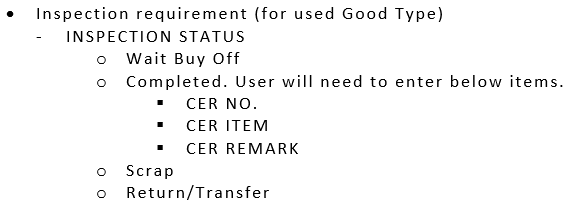 • Inspection requirement (for used Good Type)
- INSPECTION STATUS
o Wait Buy Off
o Completed. User will need to enter below items.
▪ CER NO.
▪ CER ITEM
▪ CER REMARK
o Scrap
o Return/Transfer